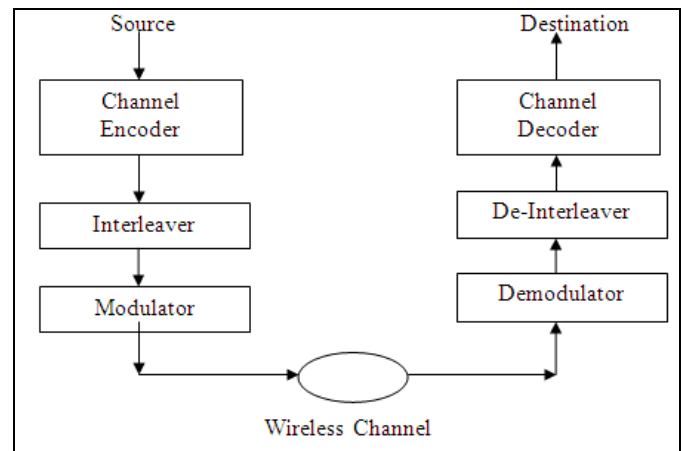 Source
Channel
Encoder
Interleaver
Modulator
Wireless Channel
Destination
Channel
Decoder
De-Interleaver
Demodulator